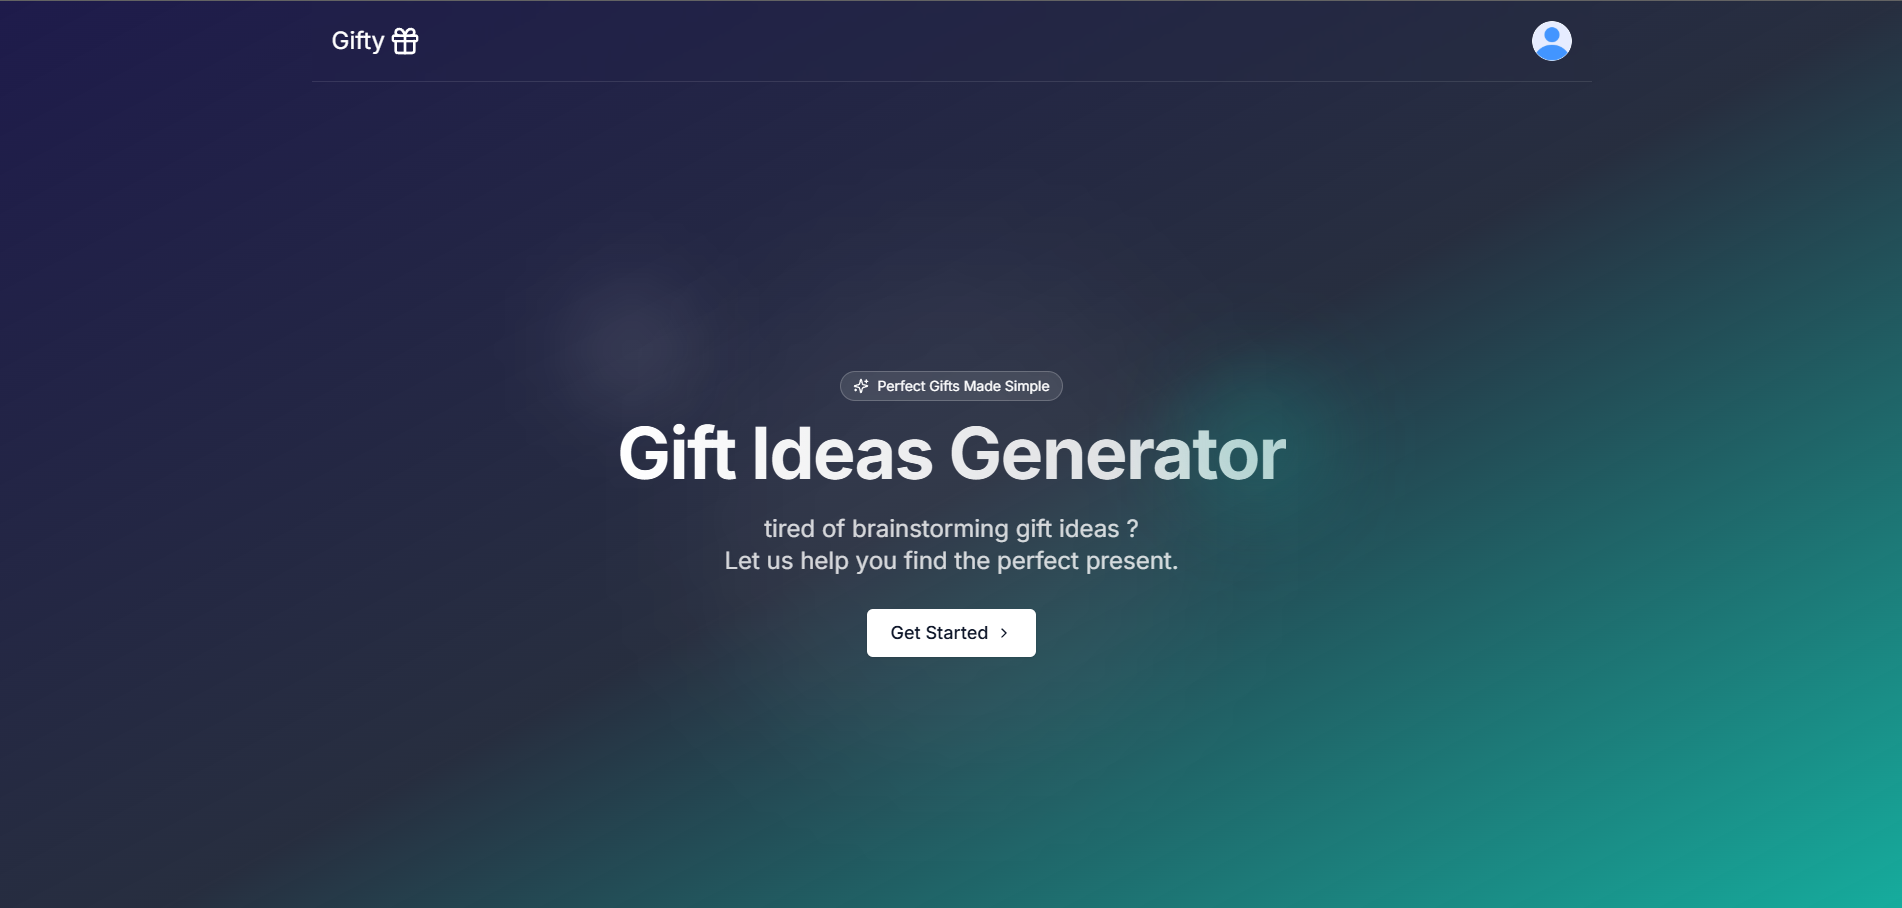 Gifty
Perfect Gifts Made Simple
Gift Ideas Generator
tired of brainstorming gift ideas ?
Let us help you find the perfect present.
Get Started